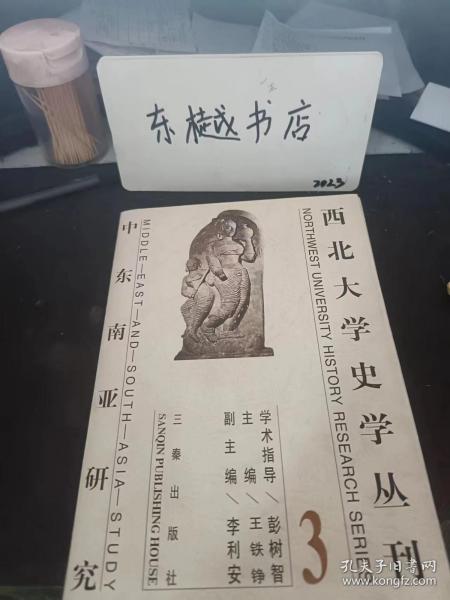 东樾书店
2023
西北大学史学丛刊
NORTHWEST UNIVERSITY HISTORY RESEARCH SERIES
3
学术指导/彭树智
主编/王铁铮
副主编/李利安
三秦出版社
SANQIN PUBLISHING HOUSE
MIDDLE—EAST—AND—SOUTH—ASIA—STUDY
中东南亚研究
孔夫子旧书网
www.kongfz.com